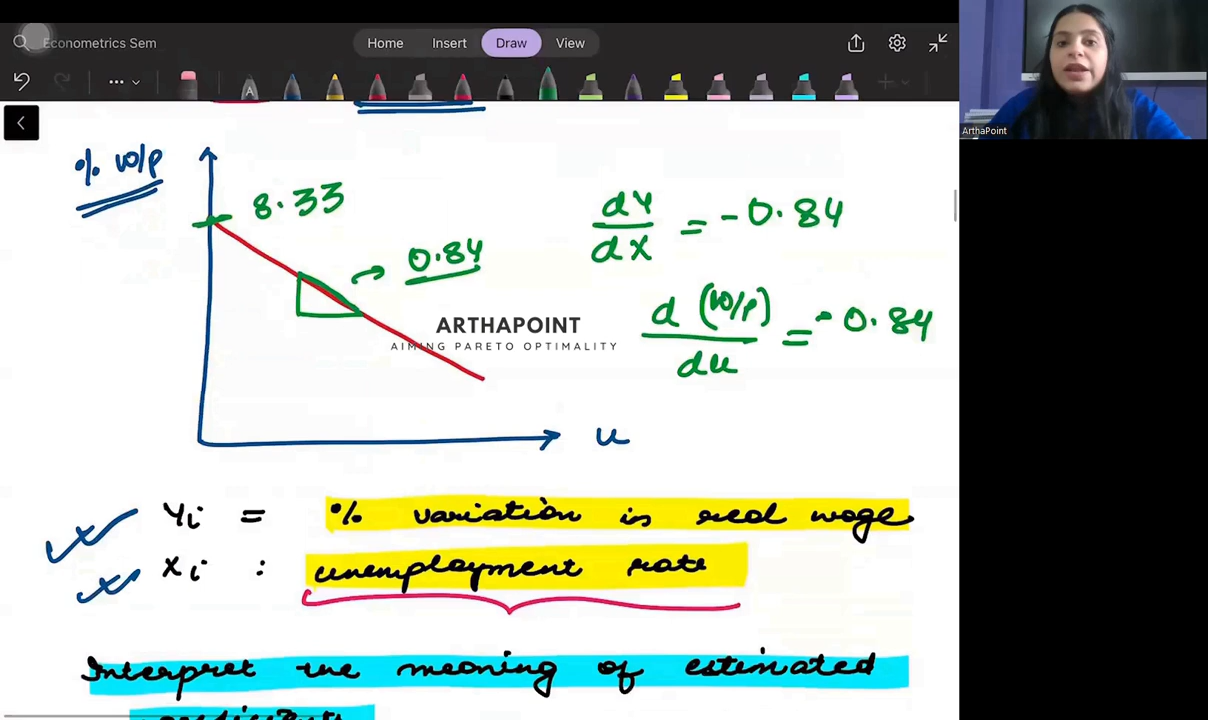 Econometrics Sem
Home Insert Draw View
A
ArthaPoint
% w/p
8.33
0.84
dY/dX = -0.84
d(w/p)/du = -0.84
ARTHAPOINT
AIMING PARETO OPTIMALITY
u
Yi = % variation in real wage
Xi : unemployment rate
Interpret the meaning of estimated